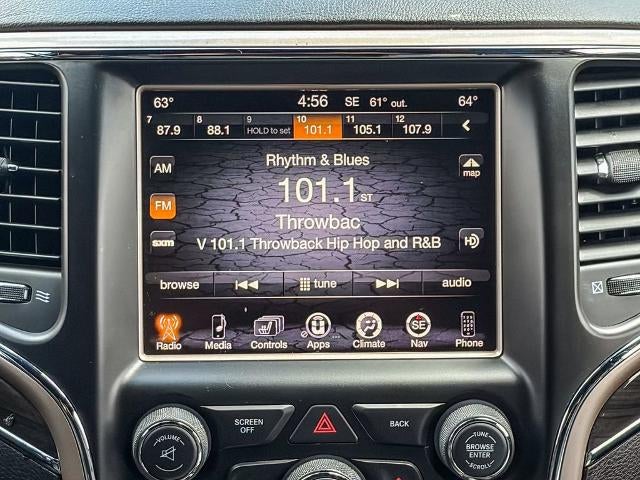 63° 4:56 SE 61° out. 64°
7 8 9 10 11 12
87.9 88.1 HOLD to set 101.1 105.1 107.9
AM Rhythm & Blues map
FM 101.1 ST
Throwbac
sxm V 101.1 Throwback Hip Hop and R&B HD
browse tune audio
SE
Radio Media Controls Apps Climate Nav Phone
VOLUME SCREEN OFF BACK TUNE
BROWSE
ENTER
SCROLL